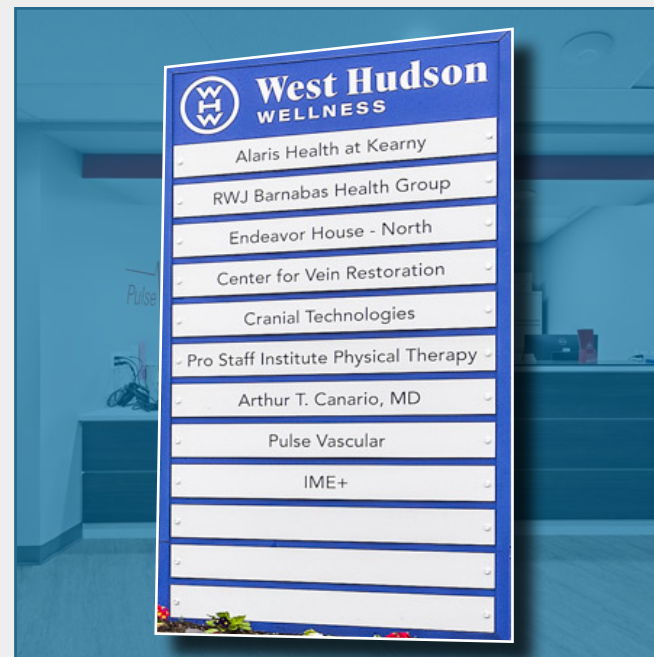 WHW
West Hudson
WELLNESS
Alaris Health at Kearny
RWJ Barnabas Health Group
Endeavor House - North
Center for Vein Restoration
Cranial Technologies
Pro Staff Institute Physical Therapy
Arthur T. Canario, MD
Pulse Vascular
IME+
Pulse